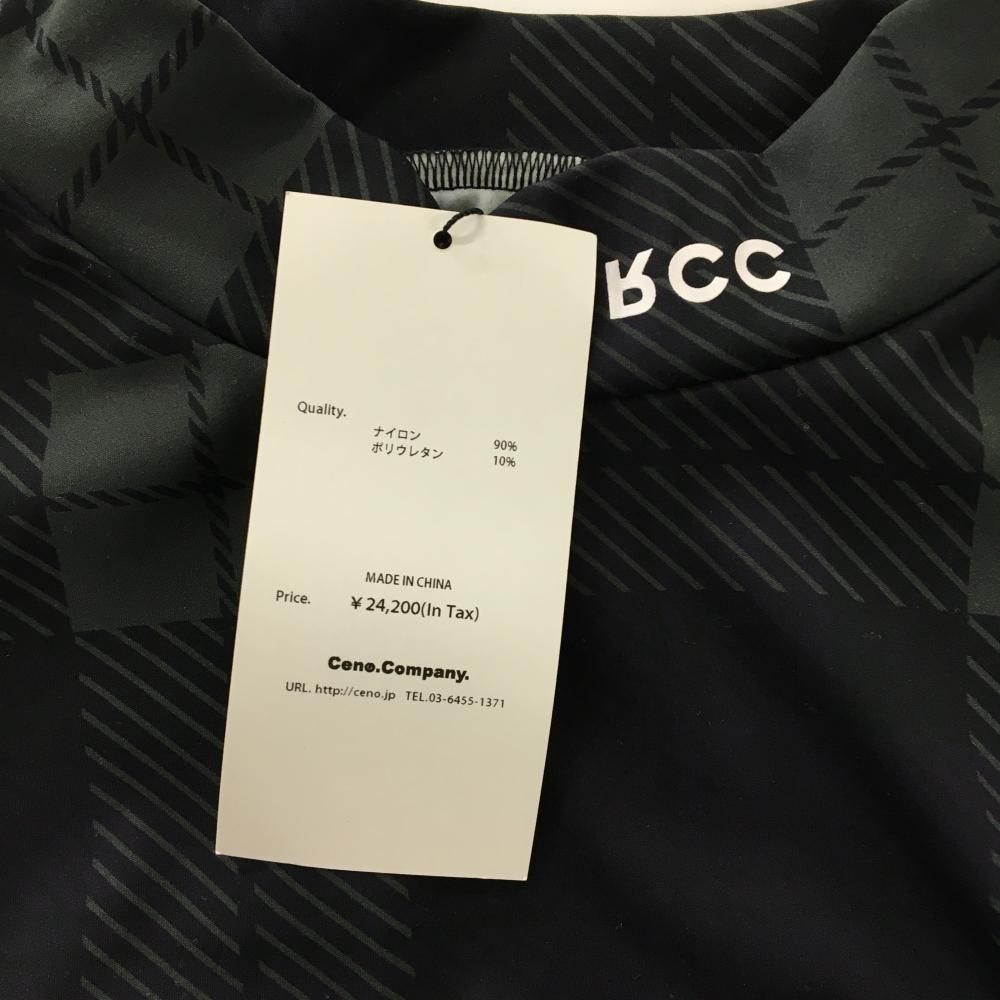 RCC
Quality.
ナイロン 90%
ポリウレタン 10%
MADE IN CHINA
Price. ¥24,200(In Tax)
Ceno.Company.
URL. http://ceno.jp TEL.03-6455-1371